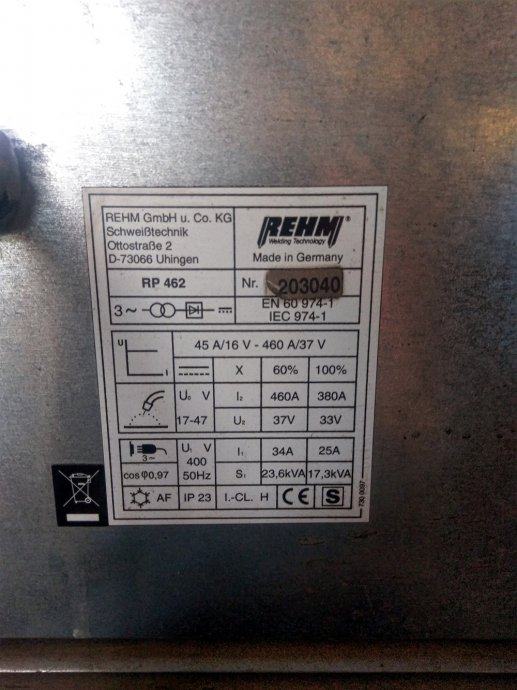 REHM GmbH u. Co. KG
Schweißtechnik
Ottostraße 2
D-73066 Uhingen
REHM®
Welding Technology
Made in Germany
RP 462
Nr. 203040
3~
EN 60 974-1
IEC 974-1
U
I
45 A/16 V - 460 A/37 V
X 60% 100%
U₀ V I₂ 460A 380A
17-47 U₂ 37V 33V
3~ U₁ V I₁ 34A 25A
400
cos φ0,97 50Hz S₁ 23,6kVA 17,3kVA
AF IP 23 I.-CL. H CE S
730 0097